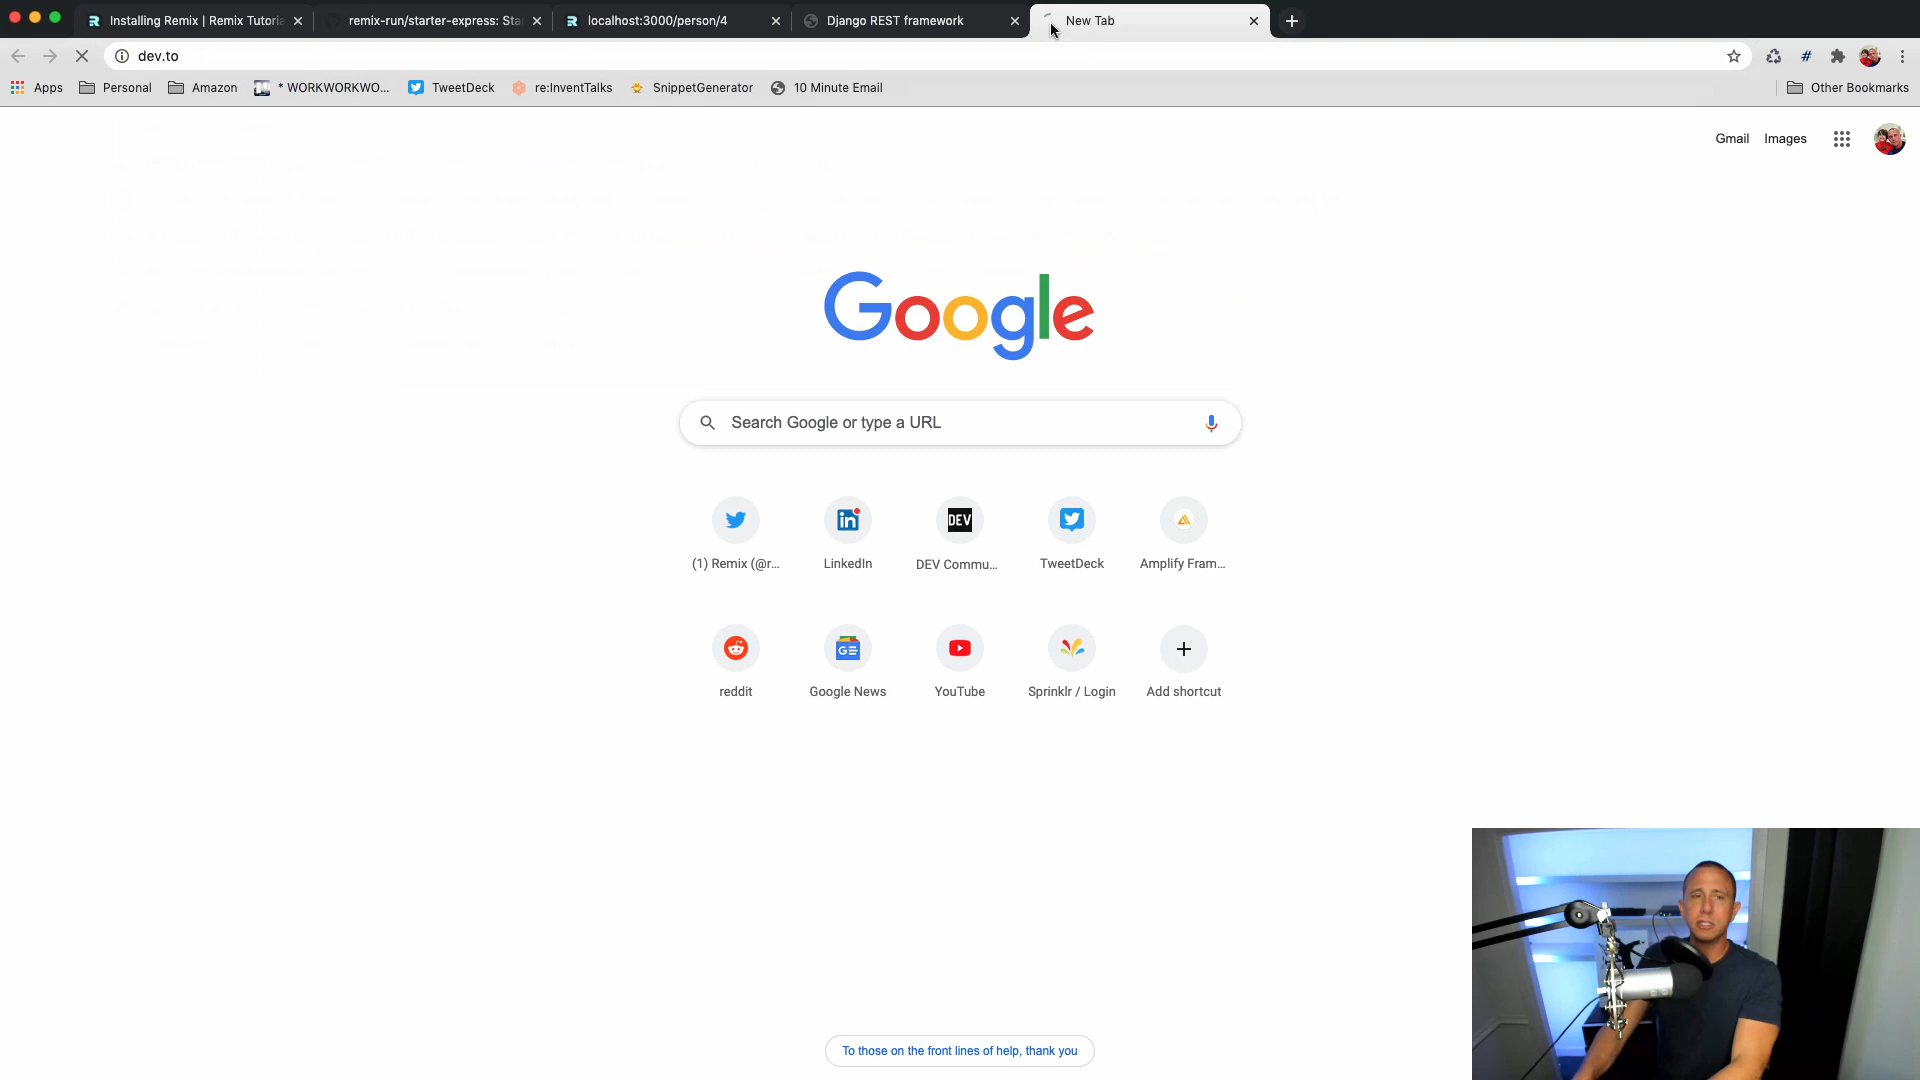 Installing Remix | Remix Tutoria
remix-run/starter-express: Sta
localhost:3000/person/4
Django REST framework
New Tab
dev.to
Apps
Personal
Amazon
* WORKWORKWO...
TweetDeck
re:InventTalks
SnippetGenerator
10 Minute Email
Other Bookmarks
Gmail
Images
Google
Search Google or type a URL
DEV
(1) Remix (@r...
LinkedIn
DEV Commu...
TweetDeck
Amplify Fram...
reddit
Google News
YouTube
Sprinklr / Login
Add shortcut
To those on the front lines of help, thank you